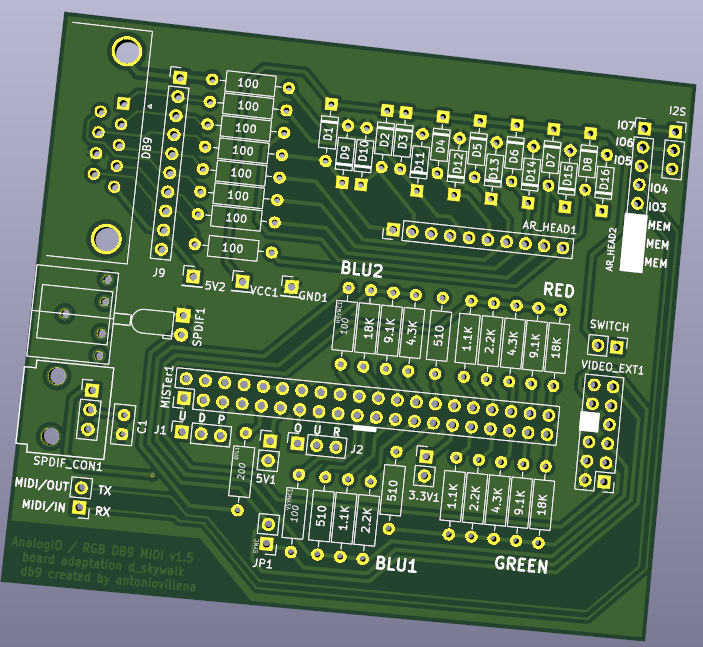 I2S
IO7
IO6
IO5
IO4
IO3
MEM
MEM
MEM
AR_HEAD2
DB9
100
100
100
100
100
100
100
100
D1
D9
D10
D2
D3
D11
D4
D12
D5
D13
D6
D14
D7
D15
D8
D16
AR_HEAD1
J9
5V2
VCC1
GND1
BLU2
RED
SPDIF1
100
18K
9.1K
4.3K
510
1.1K
2.2K
4.3K
9.1K
18K
SWITCH
VIDEO_EXT1
MISTer1
U D P
J1
O U R
J2
C1
SPDIF_CON1
200
5V1
510
3.3V1
MIDI/OUT TX
MIDI/IN RX
100
510
1.1K
2.2K
1.1K
2.2K
4.3K
9.1K
18K
SYNC
JP1
BLU1
GREEN
AnalogIO / RGB DB9 MIDI v1.5
board adaptation d_skywalk
db9 created by antoniovillena